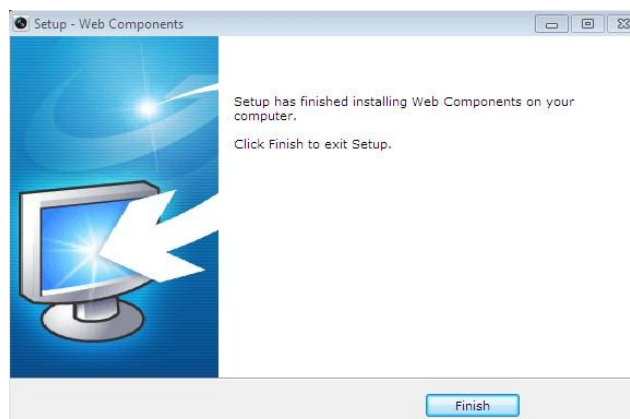 Setup - Web Components
Setup has finished installing Web Components on your
computer.
Click Finish to exit Setup.
Finish